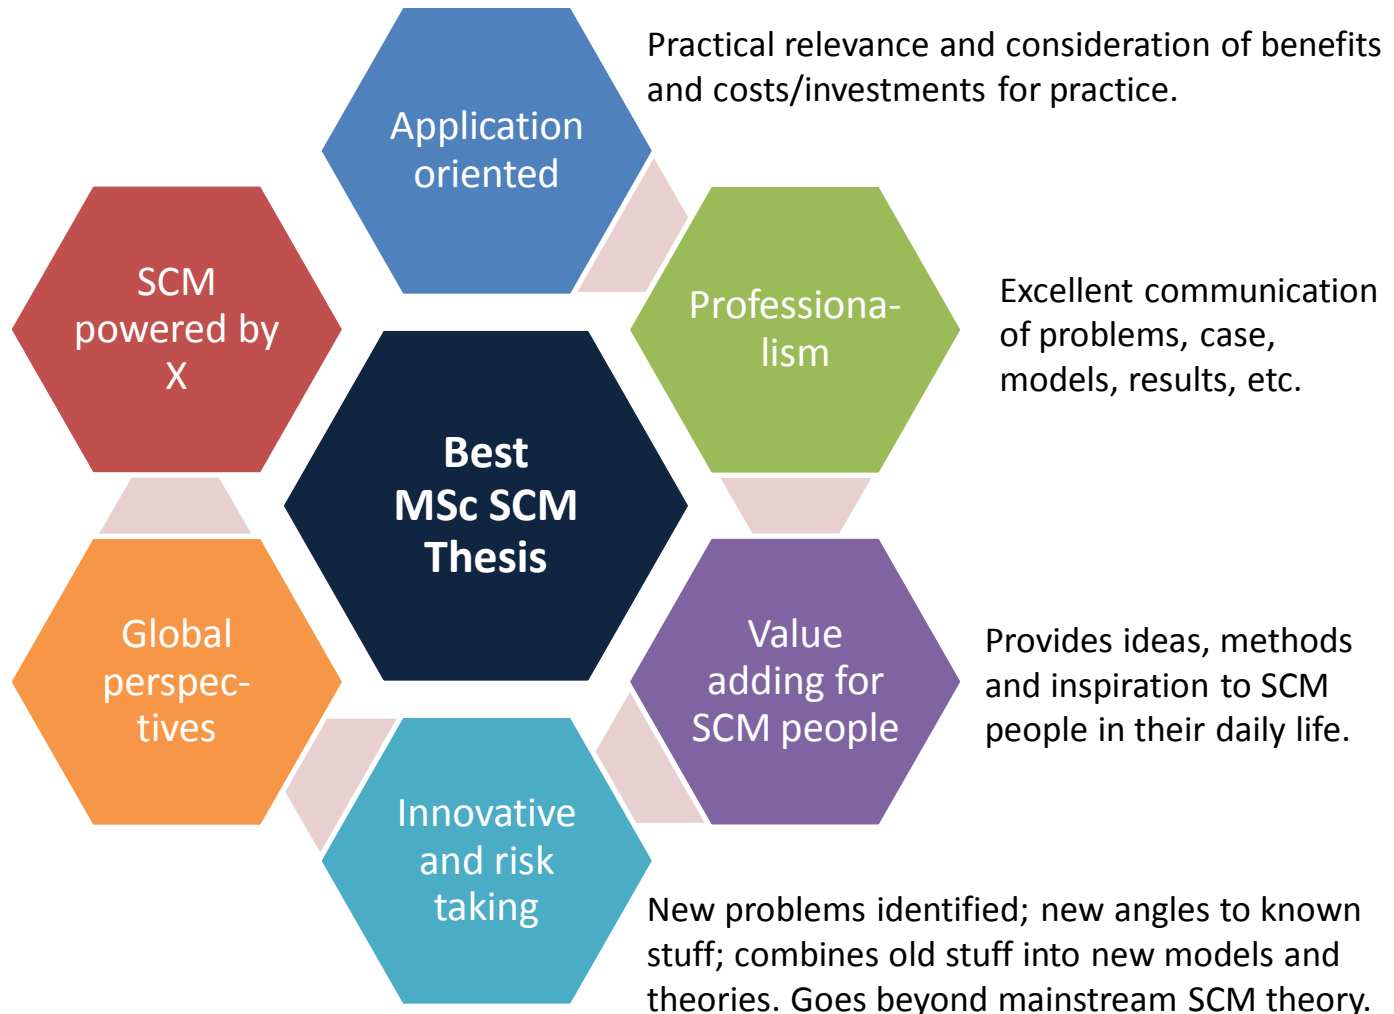 Practical relevance and consideration of benefits
and costs/investments for practice.
Application
oriented
SCM
powered by
X
Professiona-
lism
Excellent communication
of problems, case,
models, results, etc.
Best
MSc SCM
Thesis
Global
perspec-
tives
Value
adding for
SCM people
Provides ideas, methods
and inspiration to SCM
people in their daily life.
Innovative
and risk
taking
New problems identified; new angles to known
stuff; combines old stuff into new models and
theories. Goes beyond mainstream SCM theory.